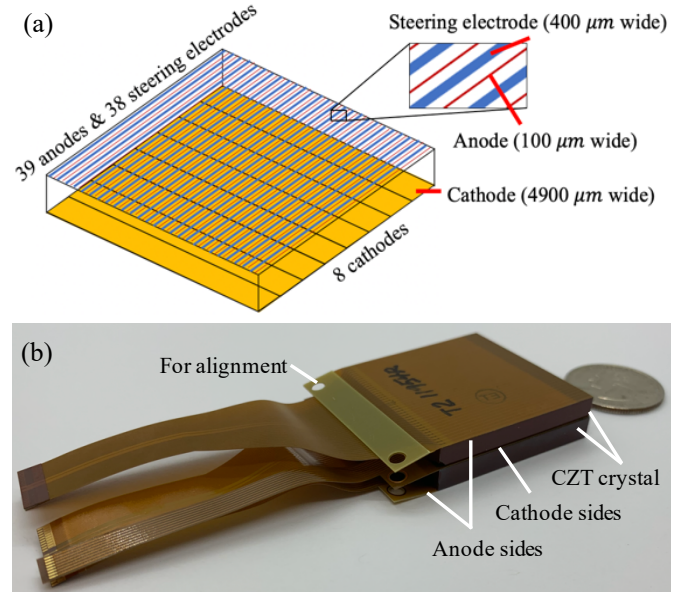 (a)
Steering electrode (400 μm wide)
39 anodes & 38 steering electrodes
Anode (100 μm wide)
Cathode (4900 μm wide)
8 cathodes
(b)
For alignment
CZT crystal
Cathode sides
Anode sides